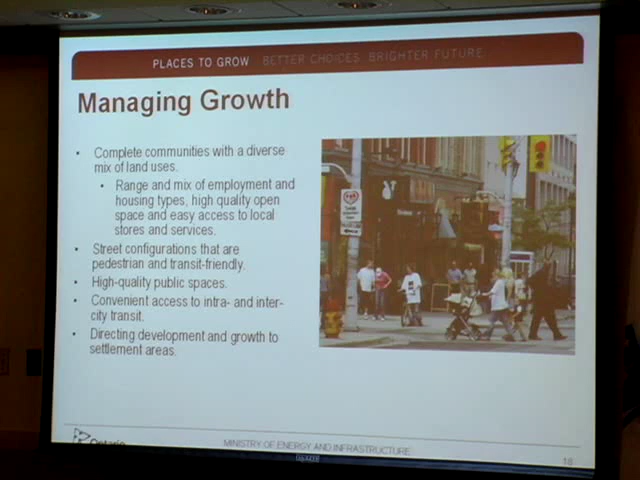 PLACES TO GROW BETTER CHOICES. BRIGHTER FUTURE.
Managing Growth
• Complete communities with a diverse
mix of land uses.
• Range and mix of employment and
housing types, high quality open
space and easy access to local
stores and services.
• Street configurations that are
pedestrian and transit-friendly.
• High-quality public spaces.
• Convenient access to intra- and inter-
city transit.
• Directing development and growth to
settlement areas.
Ontario
MINISTRY OF ENERGY AND INFRASTRUCTURE
16